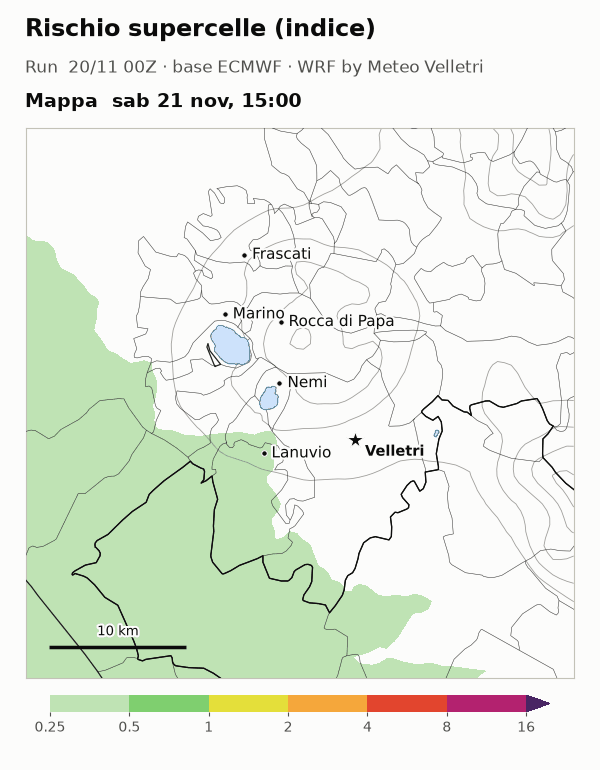 Rischio supercelle (indice)
Run  20/11 00Z · base ECMWF · WRF by Meteo Velletri
Mappa  sab 21 nov, 15:00
Frascati
Marino
Rocca di Papa
Nemi
Velletri
Lanuvio
10 km
0.25 0.5 1 2 4 8 16